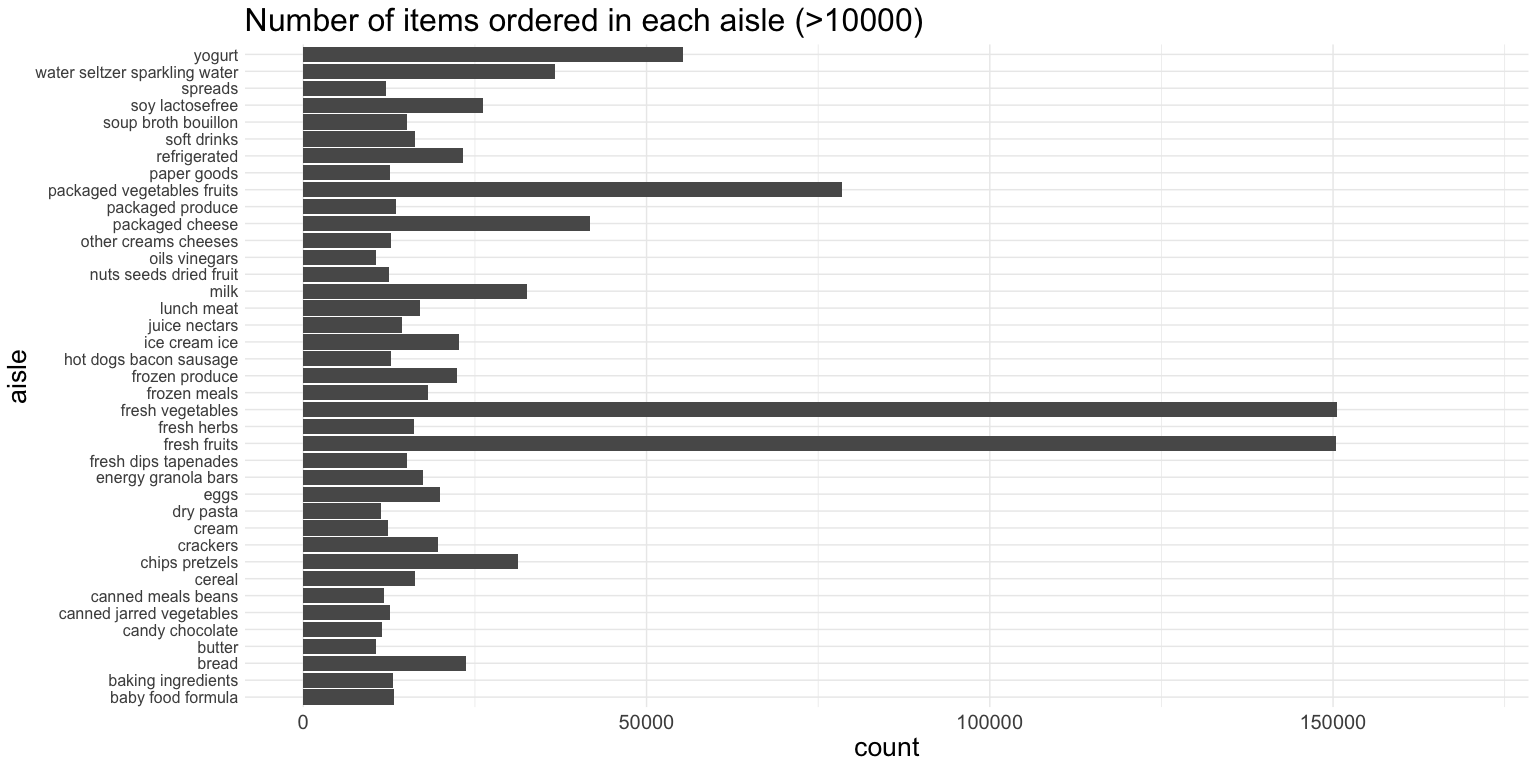 Number of items ordered in each aisle (>10000)
yogurt
water seltzer sparkling water
spreads
soy lactosefree
soup broth bouillon
soft drinks
refrigerated
paper goods
packaged vegetables fruits
packaged produce
packaged cheese
other creams cheeses
oils vinegars
nuts seeds dried fruit
milk
lunch meat
juice nectars
ice cream ice
hot dogs bacon sausage
frozen produce
frozen meals
fresh vegetables
fresh herbs
fresh fruits
fresh dips tapenades
energy granola bars
eggs
dry pasta
cream
crackers
chips pretzels
cereal
canned meals beans
canned jarred vegetables
candy chocolate
butter
bread
baking ingredients
baby food formula
aisle
0 50000 100000 150000
count